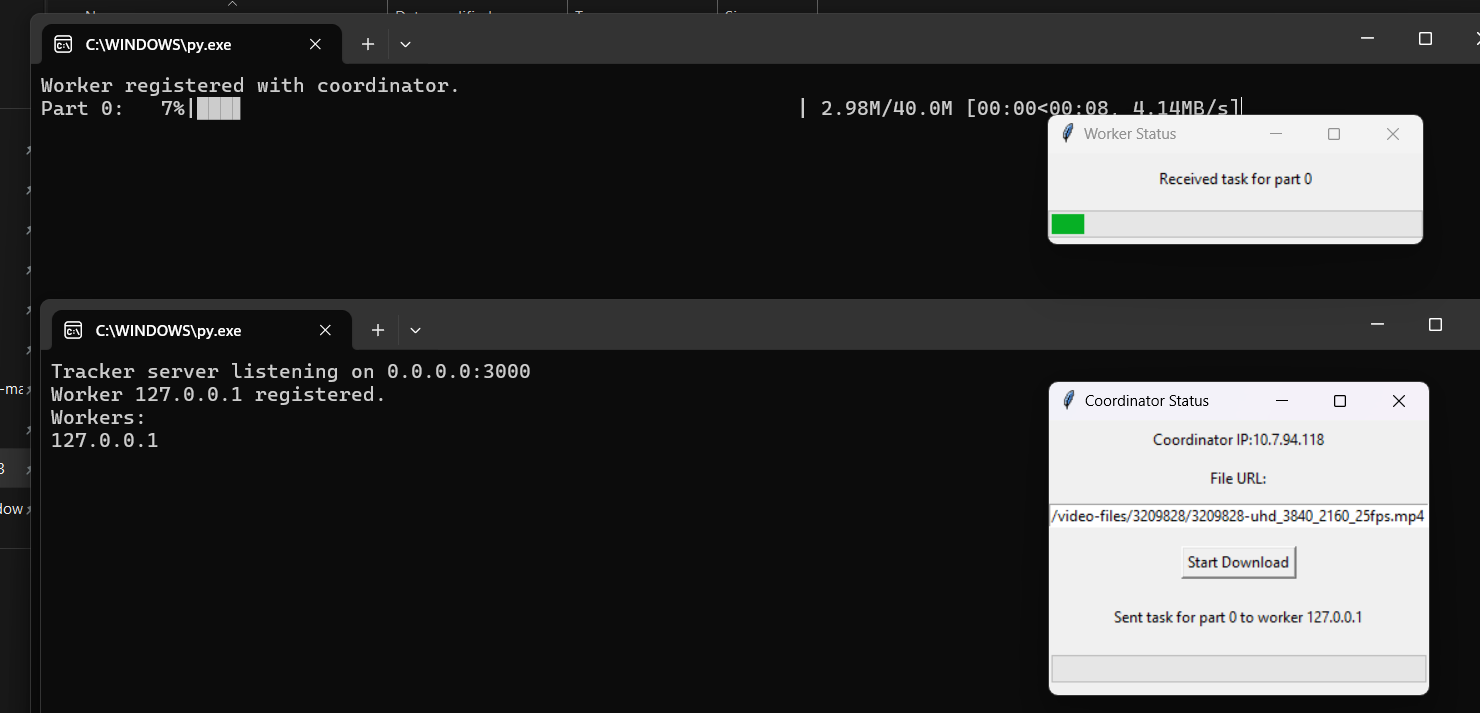 C:\WINDOWS\py.exe
Worker registered with coordinator.
Part 0: 7%| | 2.98M/40.0M [00:00<00:08, 4.14MB/s]
Worker Status
Received task for part 0
C:\WINDOWS\py.exe
Tracker server listening on 0.0.0.0:3000
Worker 127.0.0.1 registered.
Workers:
127.0.0.1
Coordinator Status
Coordinator IP:10.7.94.118
File URL:
/video-files/3209828/3209828-uhd_3840_2160_25fps.mp4
Start Download
Sent task for part 0 to worker 127.0.0.1
-ma
3
dow